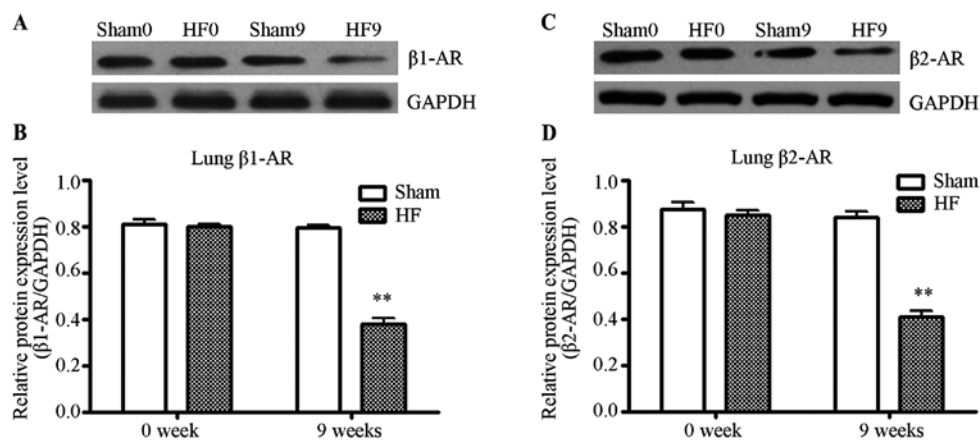 A
Sham0 HF0 Sham9 HF9
β1-AR
GAPDH
B
Lung β1-AR
Relative protein expression level
(β1-AR/GAPDH)
1.0
0.8
0.6
0.4
0.2
0.0
Sham
HF
**
0 week 9 weeks
C
Sham0 HF0 Sham9 HF9
β2-AR
GAPDH
D
Lung β2-AR
Relative protein expression level
(β2-AR/GAPDH)
1.0
0.8
0.6
0.4
0.2
0.0
Sham
HF
**
0 week 9 weeks